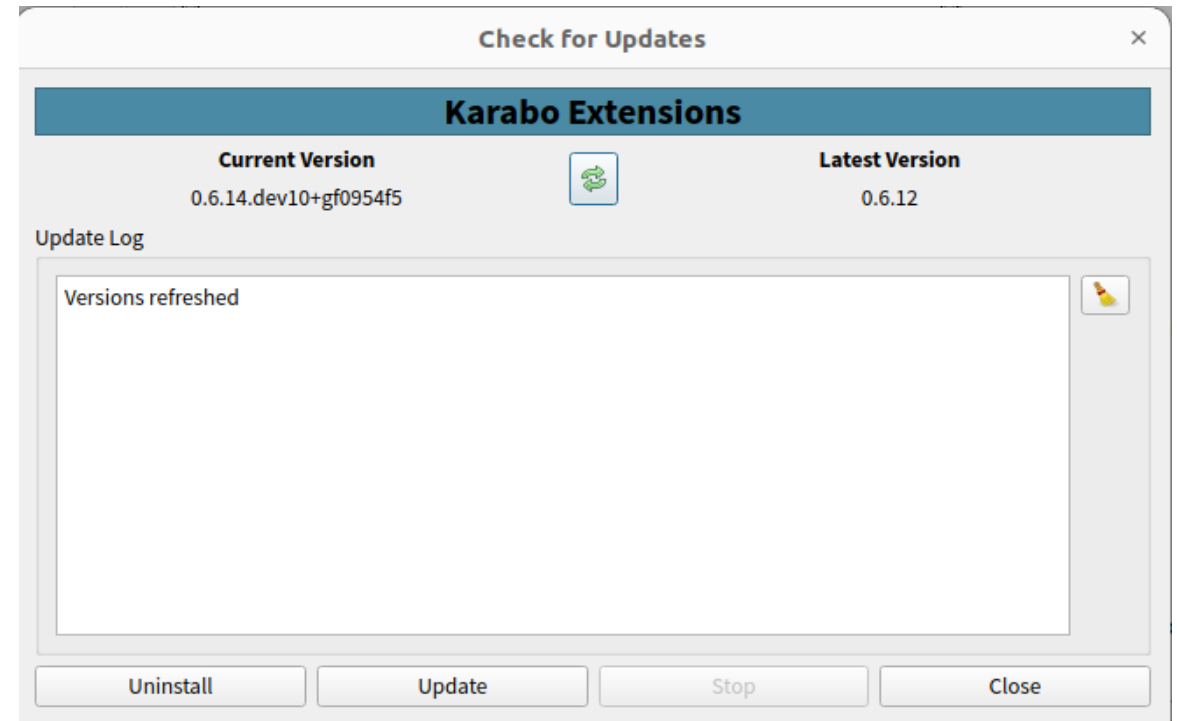 Check for Updates
Karabo Extensions
Current Version
Latest Version
0.6.14.dev10+gf0954f5
0.6.12
Update Log
Versions refreshed
Uninstall
Update
Stop
Close